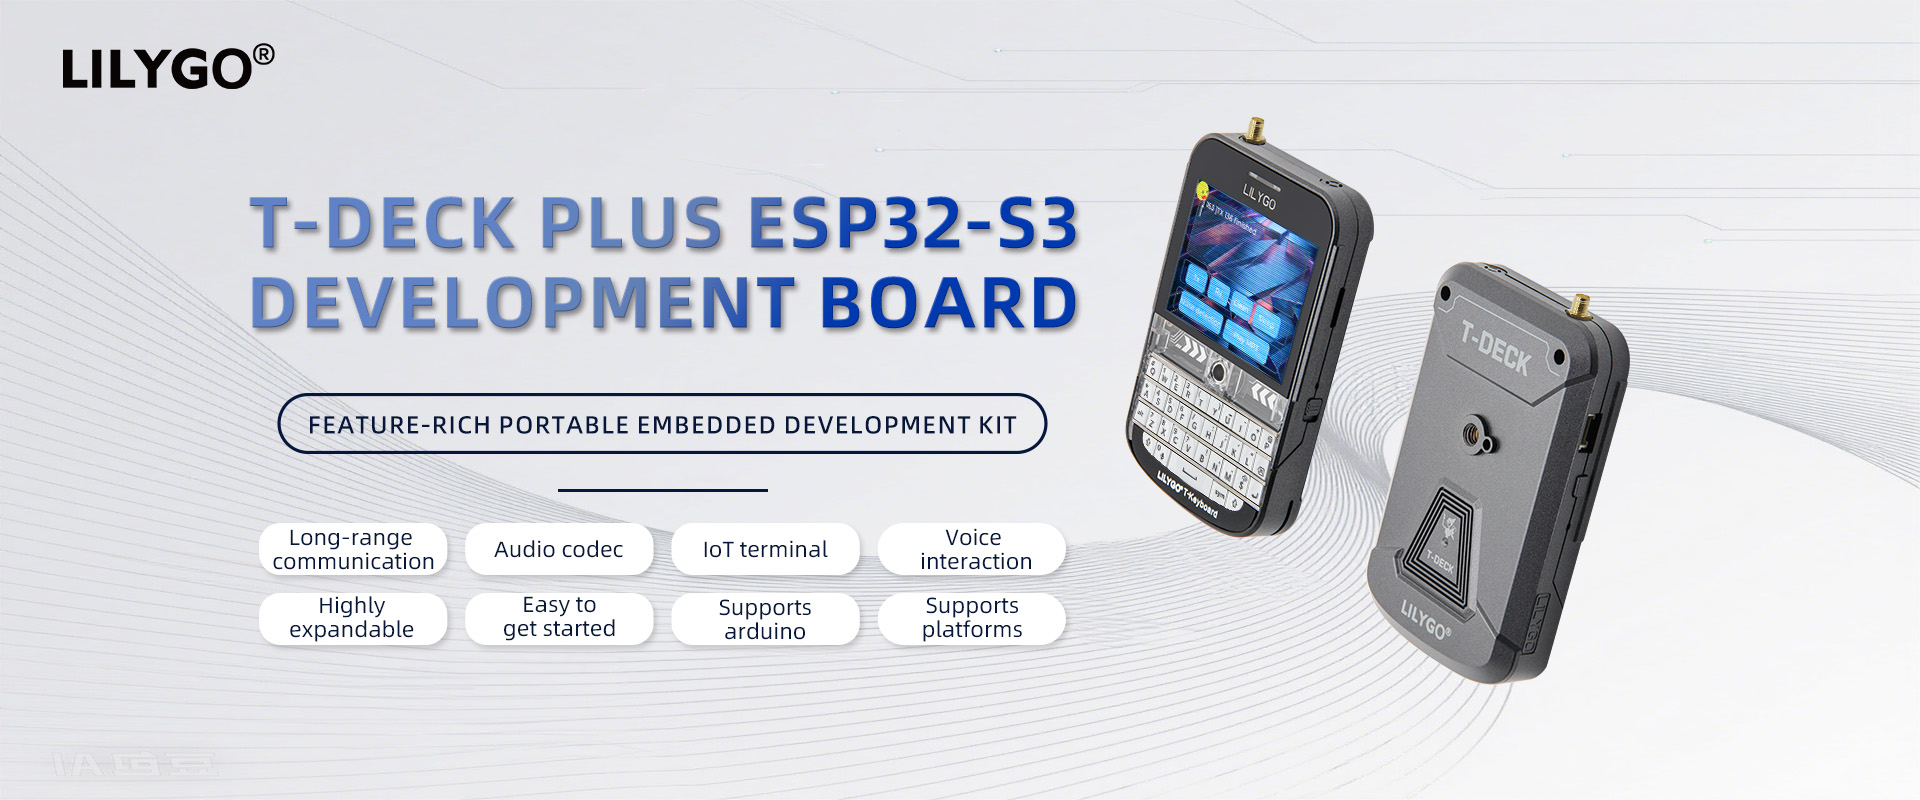 LILYGO®
T-DECK PLUS ESP32-S3
DEVELOPMENT BOARD
FEATURE-RICH PORTABLE EMBEDDED DEVELOPMENT KIT
Long-range
communication
Audio codec
IoT terminal
Voice
interaction
Highly
expandable
Easy to
get started
Supports
arduino
Supports
platforms
LILYGO
finished
LILYGO® T-Keyboard
T-DECK
T-DECK
LILYGO®
LILYGO